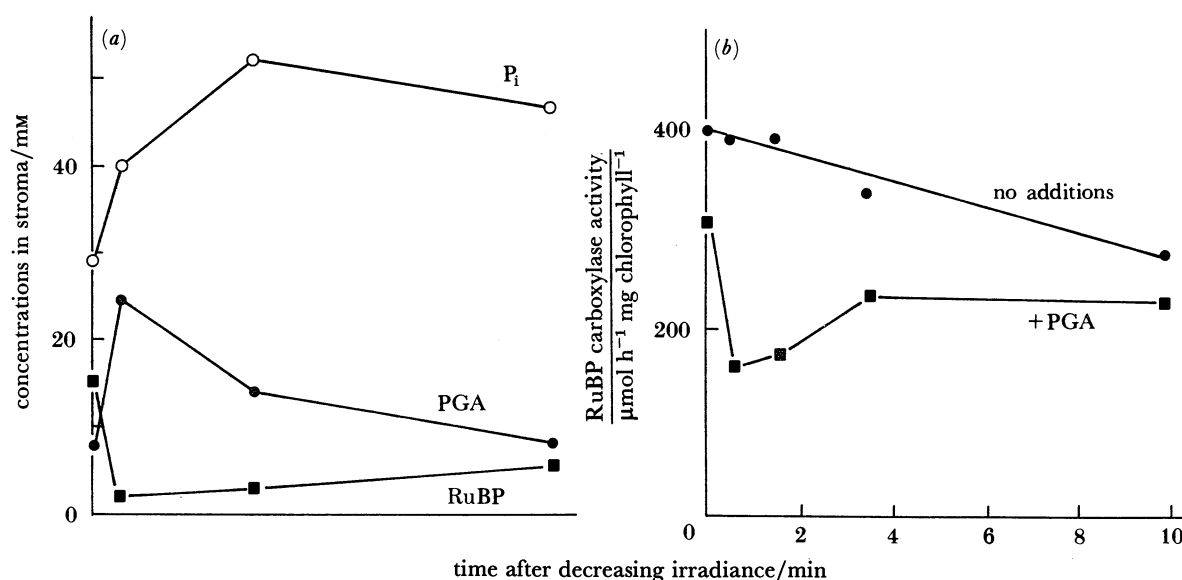 (a)
P_i
40
20
0
PGA
RuBP
concentrations in stroma/mM
(b)
400
200
0
2
4
6
8
10
no additions
+PGA
RuBP carboxylase activity
μmol h⁻¹ mg chlorophyll⁻¹
time after decreasing irradiance/min